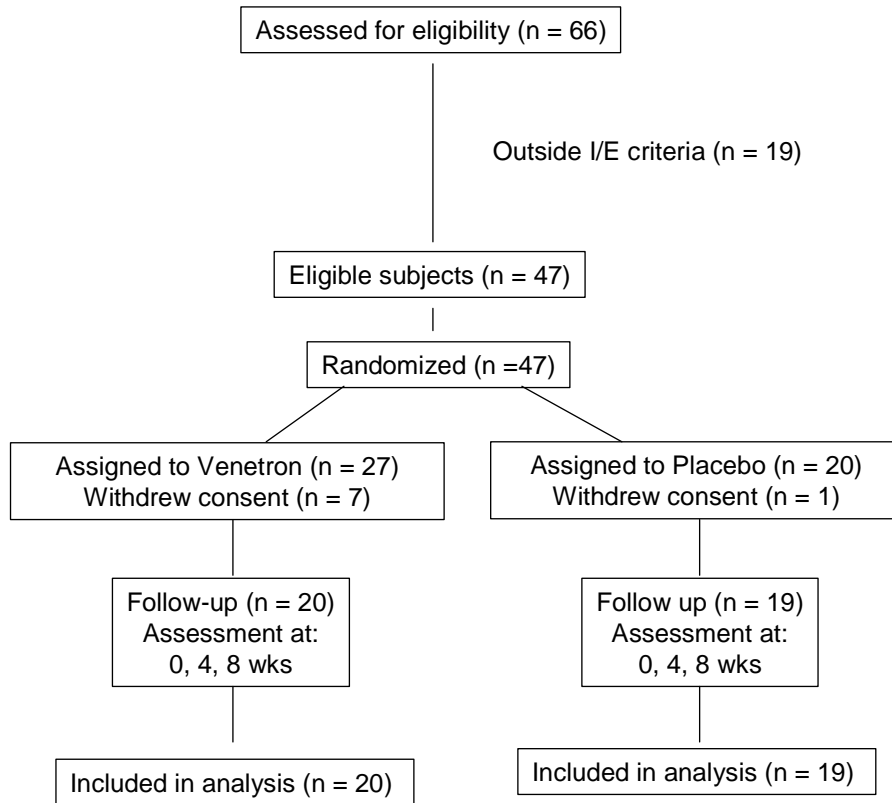 Assessed for eligibility (n = 66)
Outside I/E criteria (n = 19)
Eligible subjects (n = 47)
Randomized (n =47)
Assigned to Venetron (n = 27)
Withdrew consent (n = 7)
Assigned to Placebo (n = 20)
Withdrew consent (n = 1)
Follow-up (n = 20)
Assessment at:
0, 4, 8 wks
Follow up (n = 19)
Assessment at:
0, 4, 8 wks
Included in analysis (n = 20)
Included in analysis (n = 19)